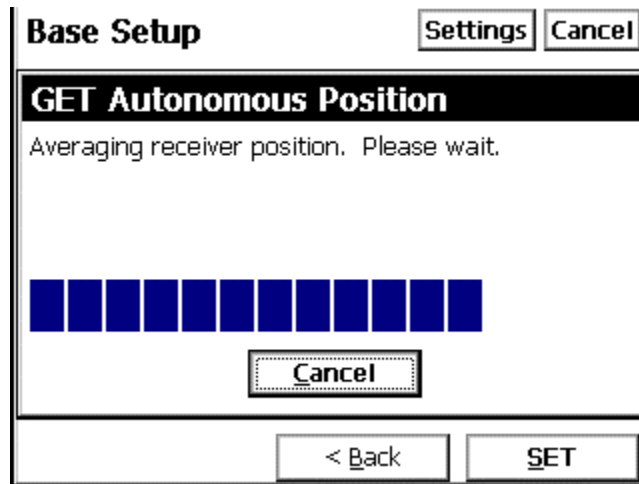 Base Setup Settings Cancel
GET Autonomous Position
Averaging receiver position. Please wait.
Cancel
< Back SET